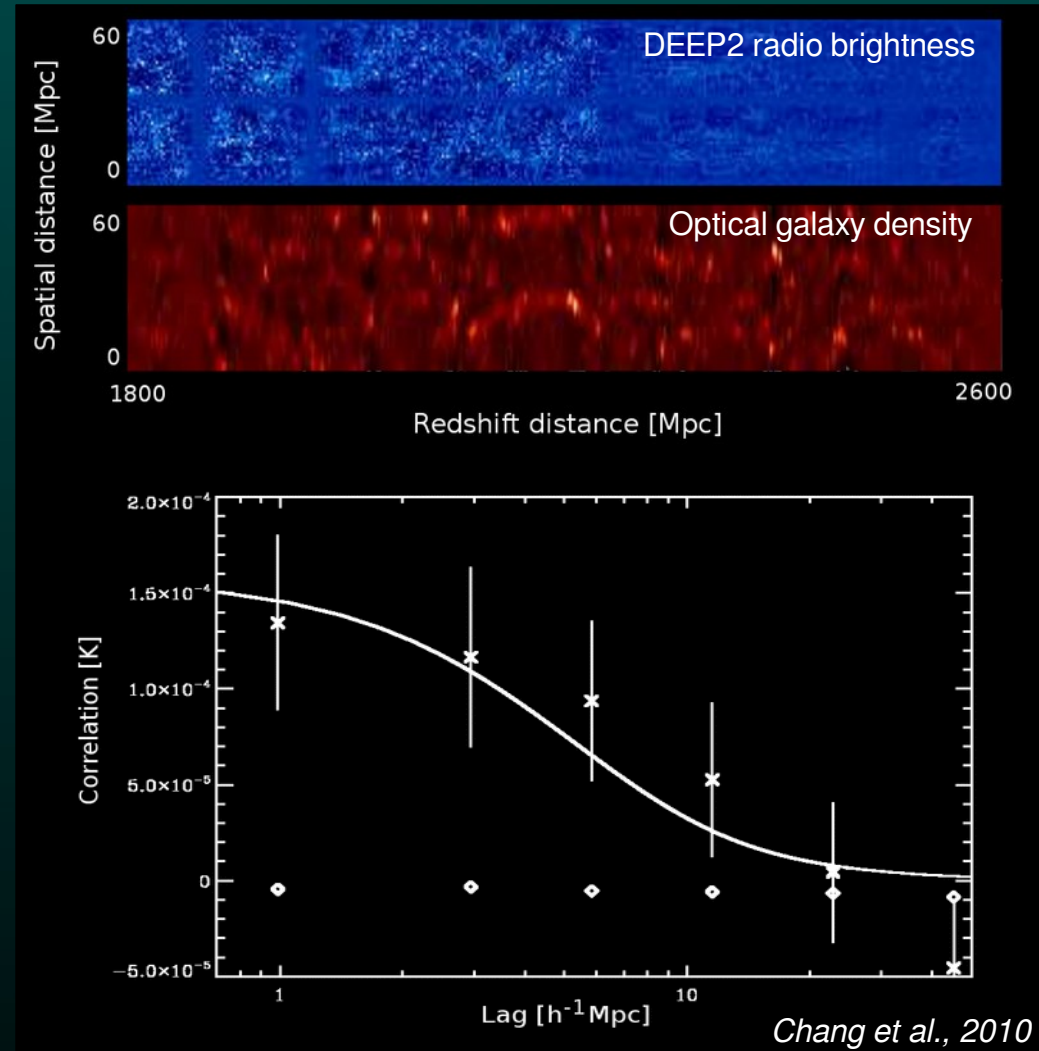 DEEP2 radio brightness
60
0
Optical galaxy density
60
0
Spatial distance [Mpc]
1800
2600
Redshift distance [Mpc]
2.0×10⁻⁴
1.5×10⁻⁴
1.0×10⁻⁴
5.0×10⁻⁵
0
−5.0×10⁻⁵
Correlation [K]
1
10
Lag [h⁻¹Mpc]
Chang et al., 2010